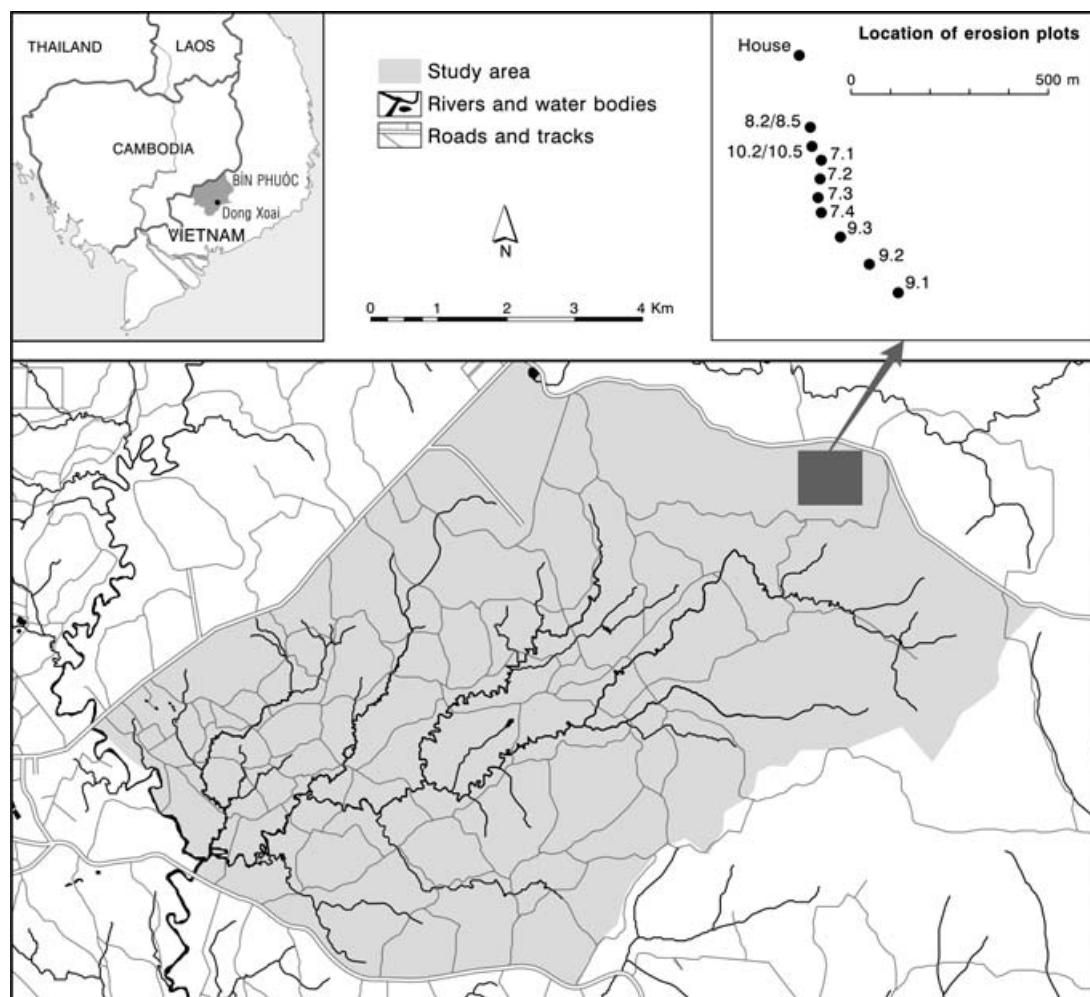 THAILAND
LAOS
CAMBODIA
BÌN PHUÓC
Dong Xoai
VIETNAM
Study area
Rivers and water bodies
Roads and tracks
N
0 1 2 3 4 Km
Location of erosion plots
House
0 500 m
8.2/8.5
10.2/10.5
7.1
7.2
7.3
7.4
9.3
9.2
9.1